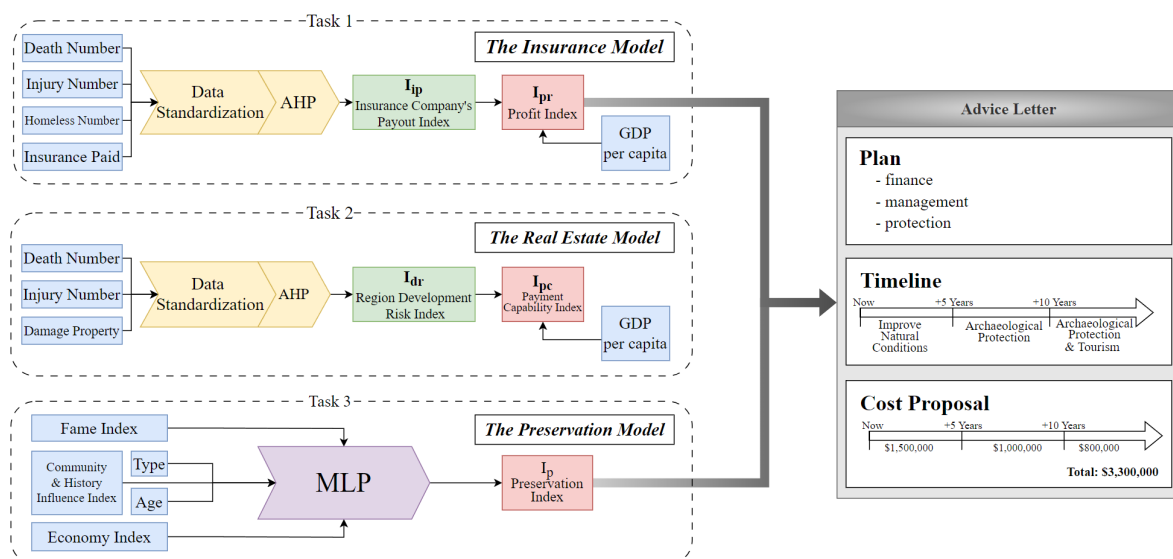 Task 1
The Insurance Model
Death Number
Injury Number
Homeless Number
Insurance Paid
Data
Standardization
AHP
I_ip
Insurance Company's
Payout Index
I_pr
Profit Index
GDP
per capita
Task 2
The Real Estate Model
Death Number
Injury Number
Damage Property
Data
Standardization
AHP
I_dr
Region Development
Risk Index
I_pc
Payment
Capability Index
GDP
per capita
Task 3
The Preservation Model
Fame Index
Community
& History
Influence Index
Type
Age
Economy Index
MLP
I_p
Preservation
Index
Advice Letter
Plan
- finance
- management
- protection
Timeline
Now +5 Years +10 Years
Improve
Natural
Conditions
Archaeological
Protection
Archaeological
Protection
& Tourism
Cost Proposal
Now +5 Years +10 Years
$1,500,000 $1,000,000 $800,000
Total: $3,300,000